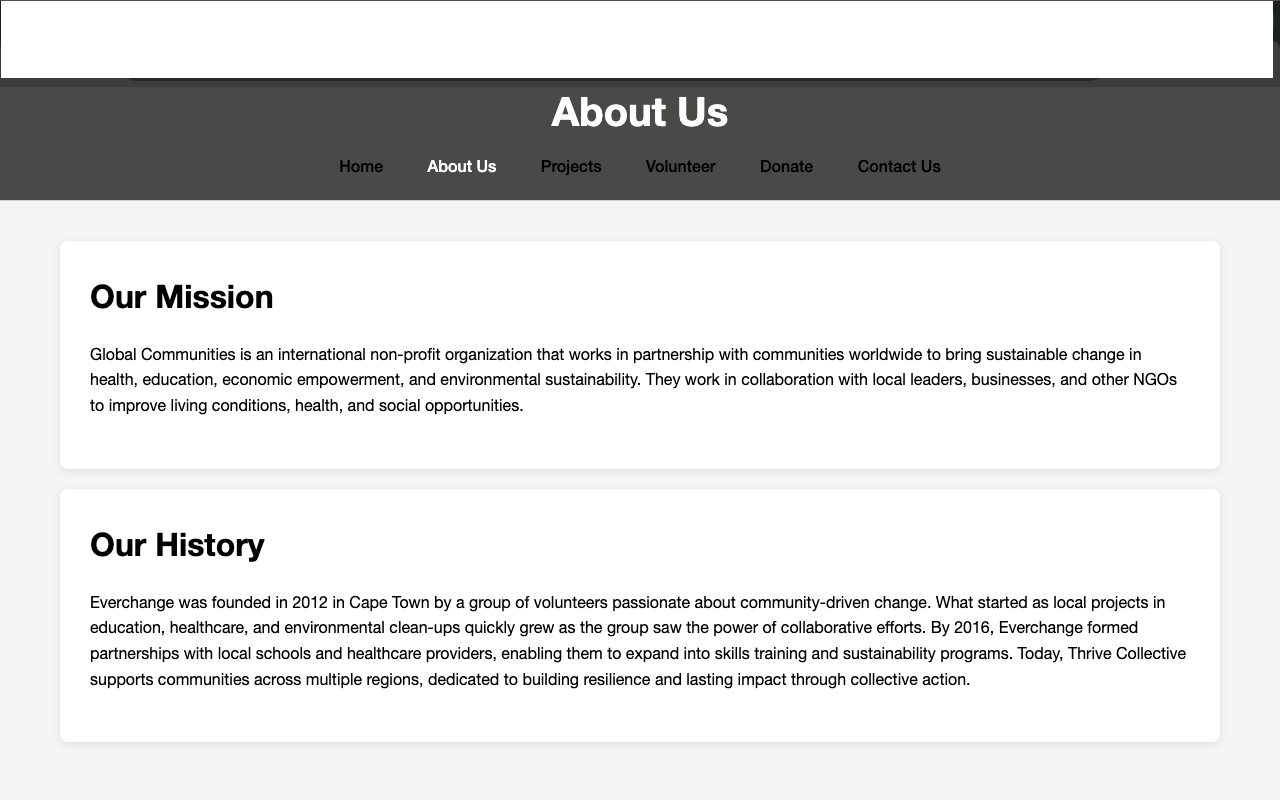 About Us
Home About Us Projects Volunteer Donate Contact Us
Our Mission
Global Communities is an international non-profit organization that works in partnership with communities worldwide to bring sustainable change in
health, education, economic empowerment, and environmental sustainability. They work in collaboration with local leaders, businesses, and other NGOs
to improve living conditions, health, and social opportunities.
Our History
Everchange was founded in 2012 in Cape Town by a group of volunteers passionate about community-driven change. What started as local projects in
education, healthcare, and environmental clean-ups quickly grew as the group saw the power of collaborative efforts. By 2016, Everchange formed
partnerships with local schools and healthcare providers, enabling them to expand into skills training and sustainability programs. Today, Thrive Collective
supports communities across multiple regions, dedicated to building resilience and lasting impact through collective action.